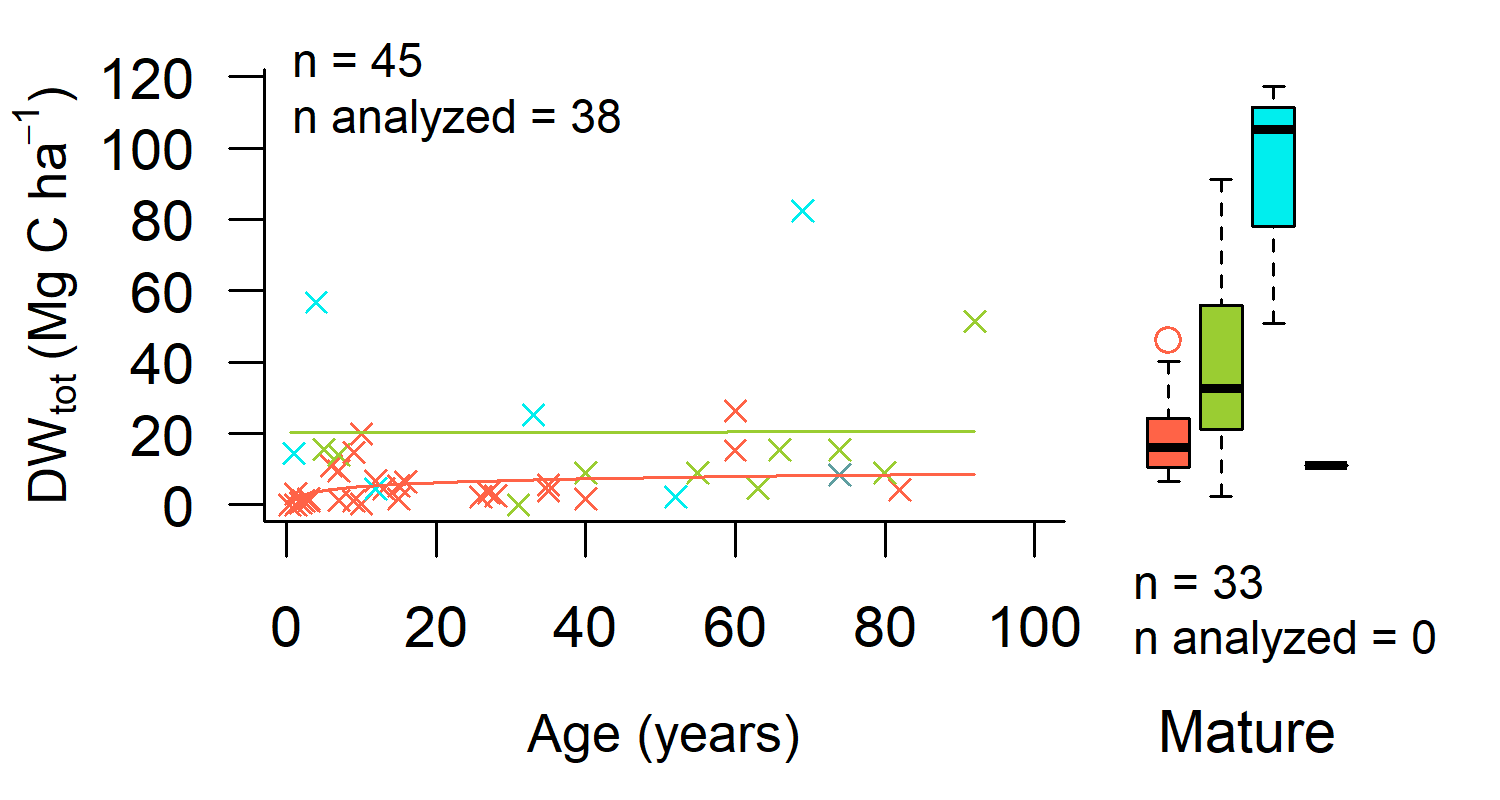 n = 45
n analyzed = 38
120
100
80
60
40
20
0
DWtot (Mg C ha−1)
0 20 40 60 80 100
Age (years)
n = 33
n analyzed = 0
Mature